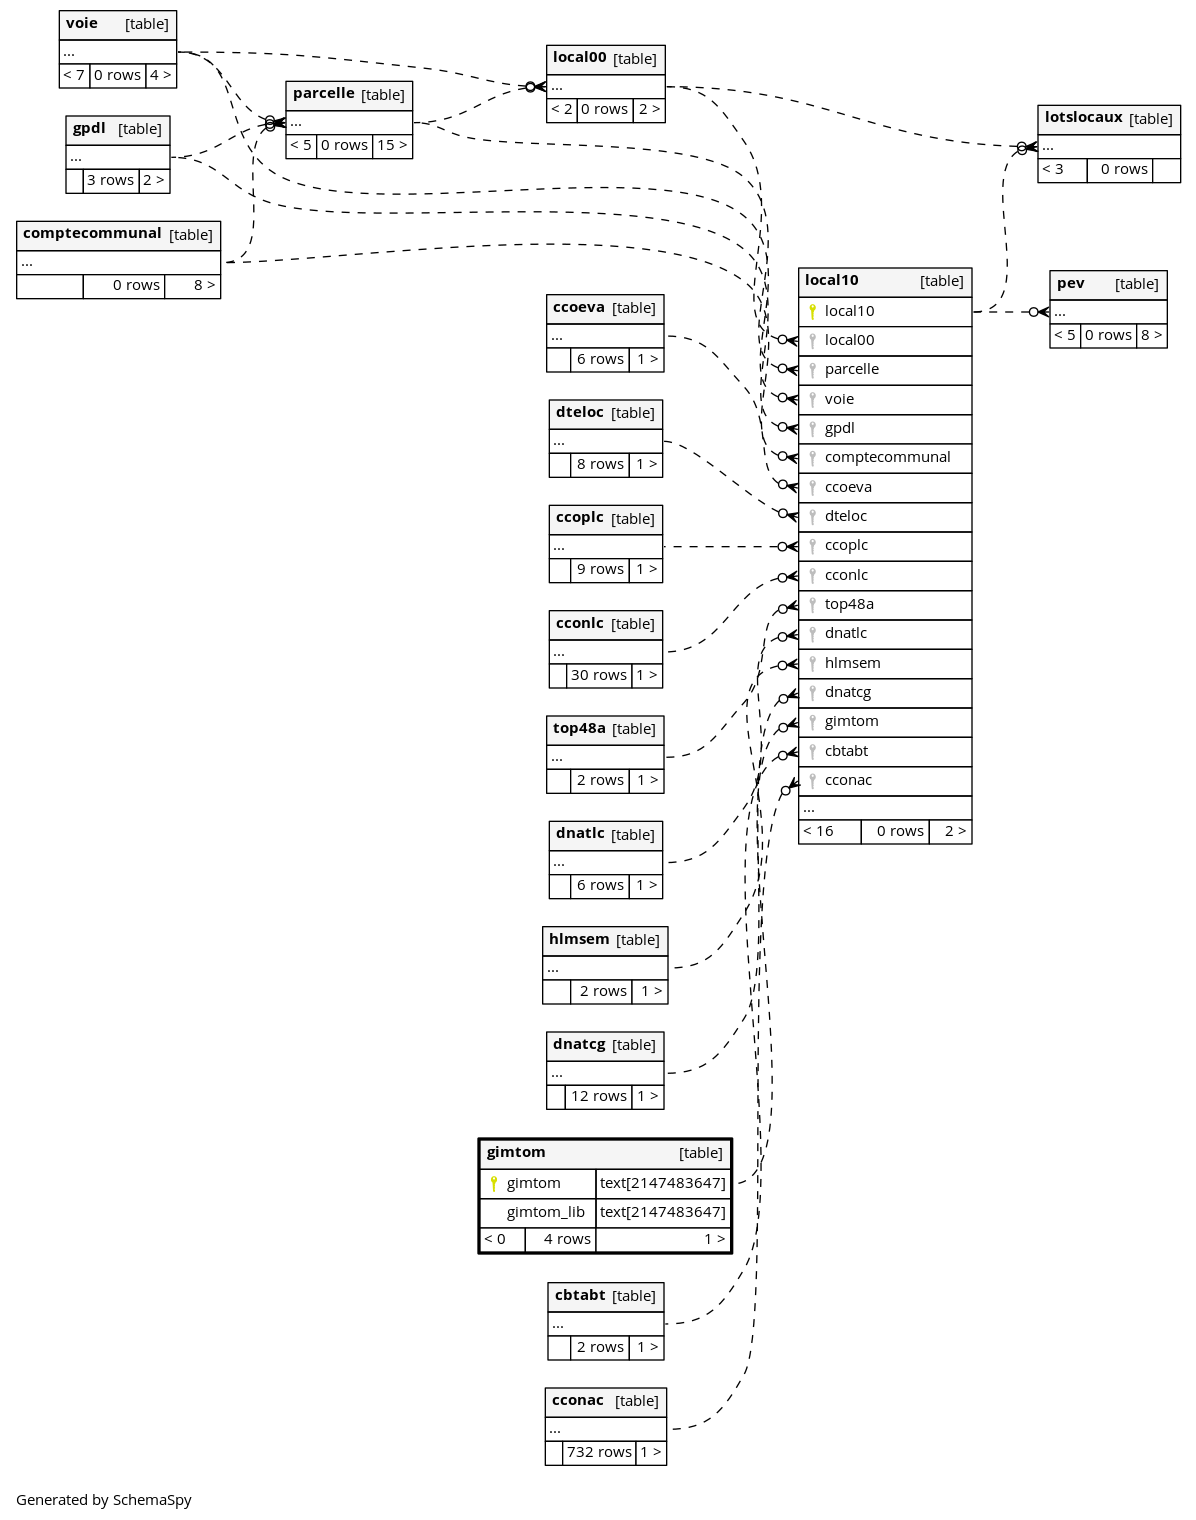 voie [table]
...
< 7 0 rows 4 >
gpdl [table]
...
3 rows 2 >
comptecommunal [table]
...
0 rows 8 >
parcelle [table]
...
< 5 0 rows 15 >
local00 [table]
...
< 2 0 rows 2 >
lotslocaux [table]
...
< 3 0 rows
pev [table]
...
< 5 0 rows 8 >
local10 [table]
local10
local00
parcelle
voie
gpdl
comptecommunal
ccoeva
dteloc
ccoplc
cconlc
top48a
dnatlc
hlmsem
dnatcg
gimtom
cbtabt
cconac
...
< 16 0 rows 2 >
ccoeva [table]
...
6 rows 1 >
dteloc [table]
...
8 rows 1 >
ccoplc [table]
...
9 rows 1 >
cconlc [table]
...
30 rows 1 >
top48a [table]
...
2 rows 1 >
dnatlc [table]
...
6 rows 1 >
hlmsem [table]
...
2 rows 1 >
dnatcg [table]
...
12 rows 1 >
gimtom [table]
gimtom text[2147483647]
gimtom_lib text[2147483647]
< 0 4 rows 1 >
cbtabt [table]
...
2 rows 1 >
cconac [table]
...
732 rows 1 >
Generated by SchemaSpy